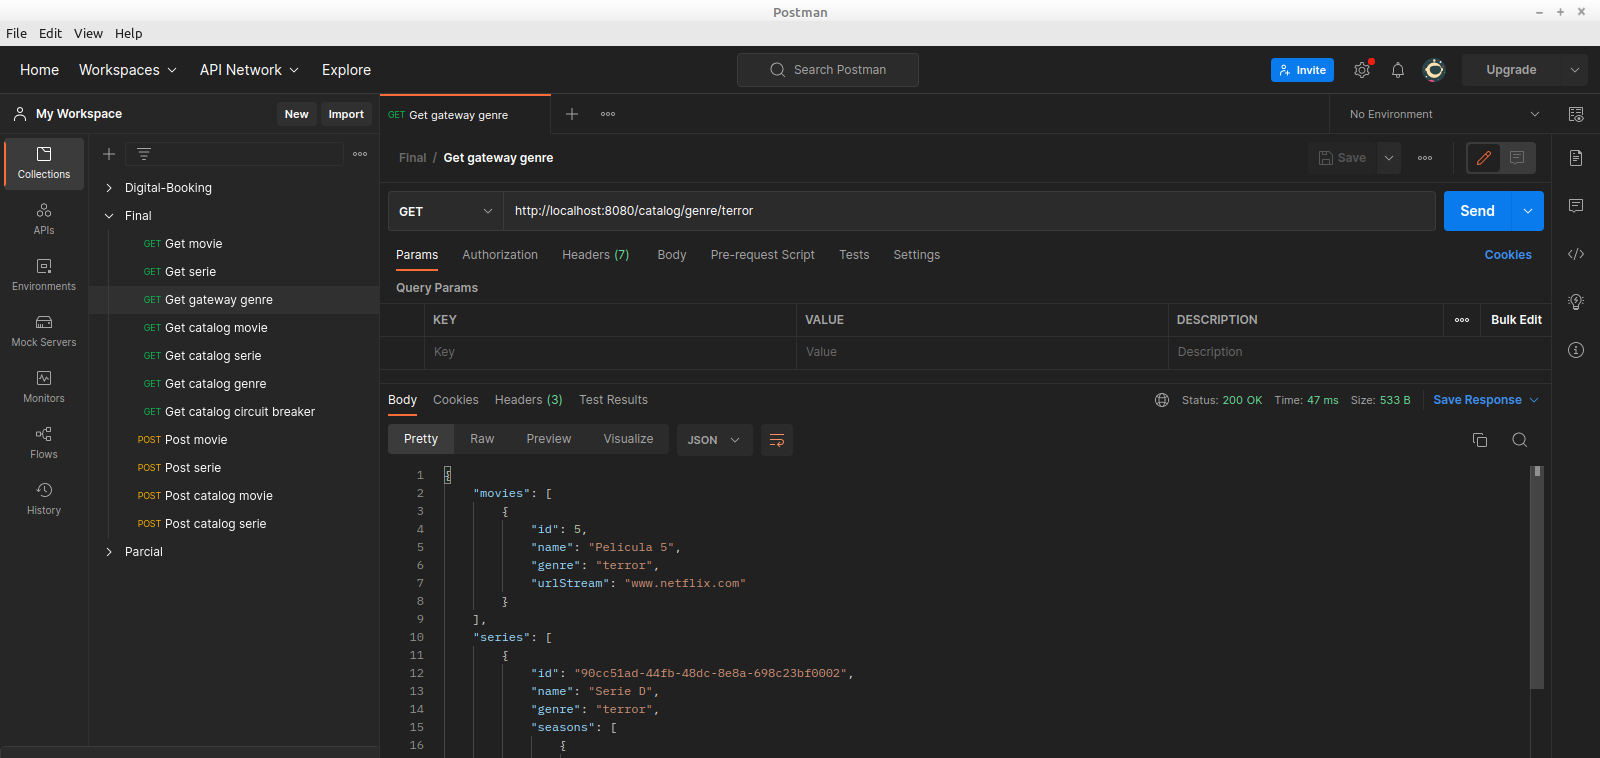 Postman
File Edit View Help
Home Workspaces API Network Explore Search Postman Invite Upgrade
My Workspace New Import
GET Get gateway genre No Environment
Collections
APIs
Environments
Mock Servers
Monitors
Flows
History
Digital-Booking
Final
GET Get movie
GET Get serie
GET Get gateway genre
GET Get catalog movie
GET Get catalog serie
GET Get catalog genre
GET Get catalog circuit breaker
POST Post movie
POST Post serie
POST Post catalog movie
POST Post catalog serie
Parcial
Final / Get gateway genre Save
GET http://localhost:8080/catalog/genre/terror Send
Params Authorization Headers (7) Body Pre-request Script Tests Settings Cookies
Query Params
KEY VALUE DESCRIPTION Bulk Edit
Key Value Description
Body Cookies Headers (3) Test Results Status: 200 OK Time: 47 ms Size: 533 B Save Response
Pretty Raw Preview Visualize JSON
1 {
2 "movies": [
3 {
4 "id": 5,
5 "name": "Pelicula 5",
6 "genre": "terror",
7 "urlStream": "www.netflix.com"
8 }
9 ],
10 "series": [
11 {
12 "id": "90cc51ad-44fb-48dc-8e8a-698c23bf0002",
13 "name": "Serie D",
14 "genre": "terror",
15 "seasons": [
16 {